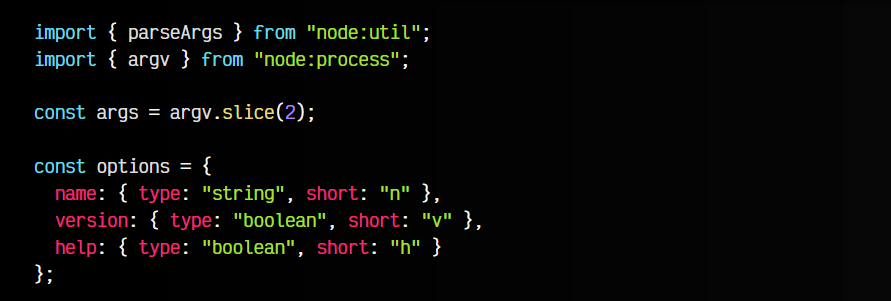 import { parseArgs } from "node:util";
import { argv } from "node:process";

const args = argv.slice(2);

const options = {
  name: { type: "string", short: "n" },
  version: { type: "boolean", short: "v" },
  help: { type: "boolean", short: "h" }
};